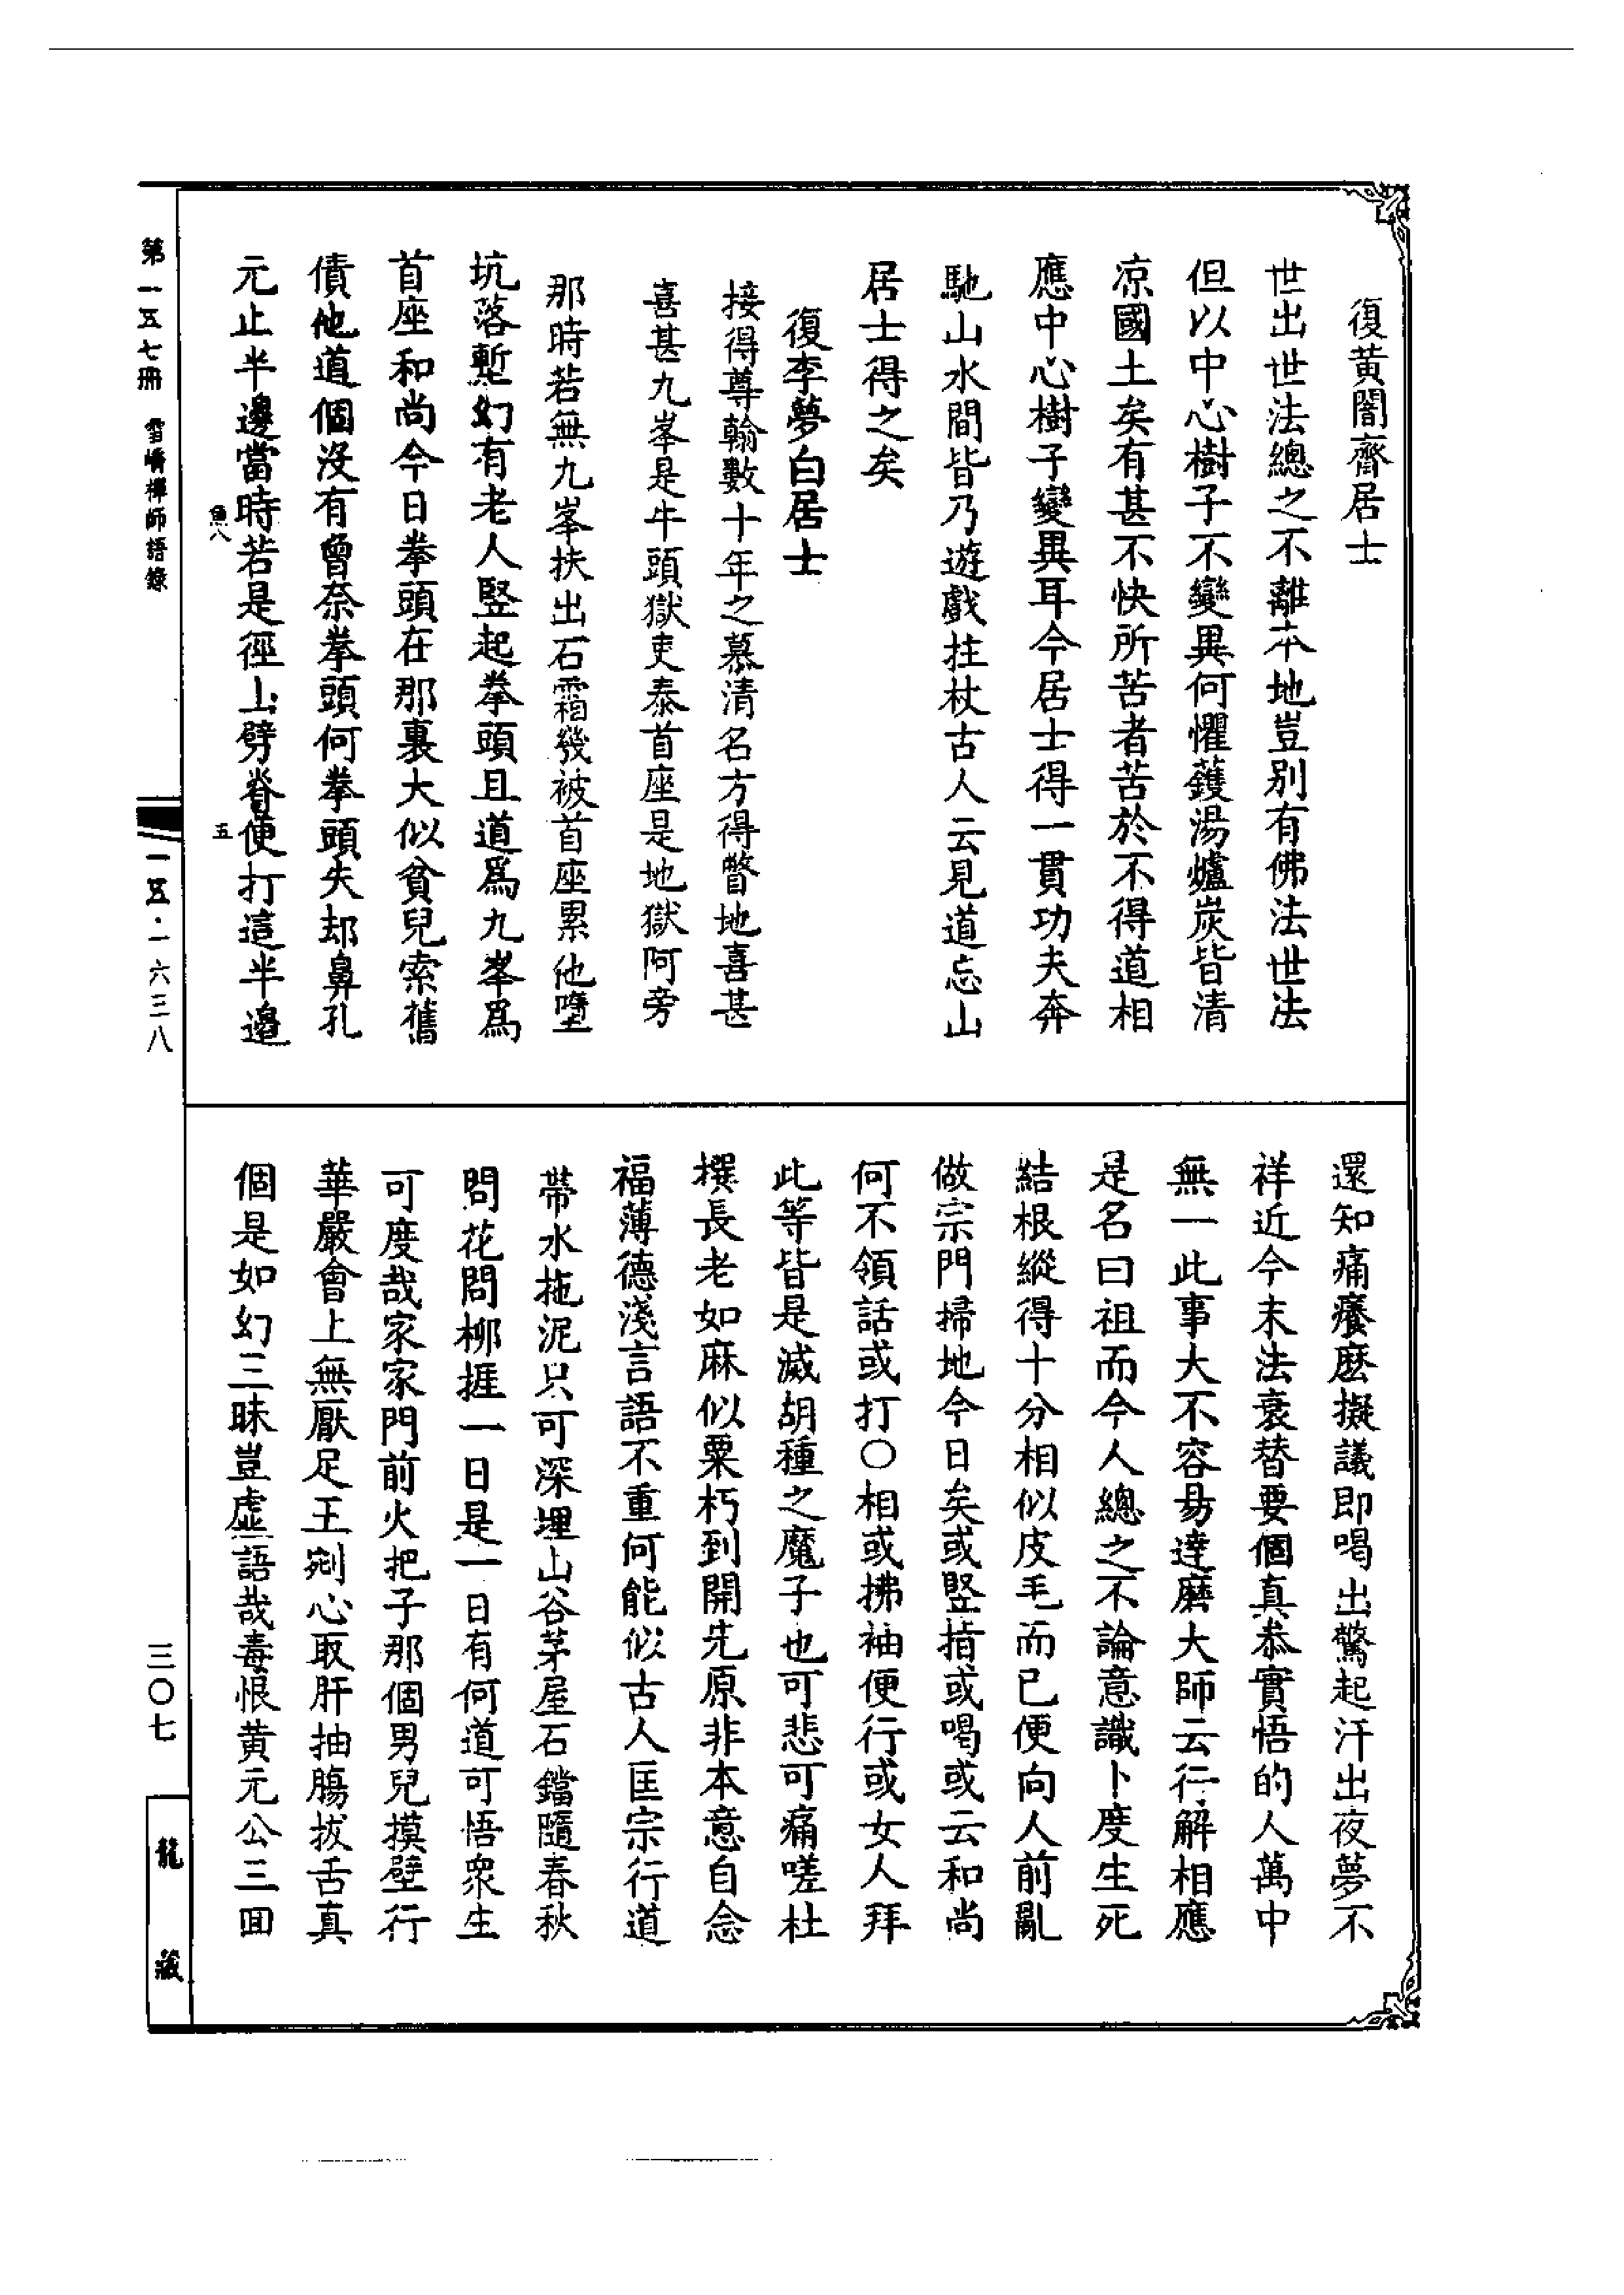 復黃闇齋居士
世出世法總之不離本地豈別有佛法世法
但以中心樹子不變異何懼鑊湯爐炭皆清
凉國土矣有甚不快所苦者苦於不得道相
應中心樹子變異耳今居士得一貫功夫奔
馳山水間皆乃遊戲拄杖古人云見道忘山
居士得之矣
復李夢白居士
接得尊翰數十年之慕清名方得瞥地喜甚
喜甚九峯是牛頭獄吏泰首座是地獄阿旁
那時若無九峯扶出石霜幾被首座累他墮
坑落塹幻有老人竪起拳頭且道爲九峯爲
首座和尚今日拳頭在那裏大似貧兒索舊
債他道個沒有曾奈拳頭何拳頭失却鼻孔
元止半邊當時若是徑山劈脊便打這半邊
還知痛癢麽擬議即喝出驚起汗出夜夢不
祥近今末法衰替要個真叅實悟的人萬中
無一此事大不容易達磨大師云行解相應
是名曰祖而今人總之不論意識卜度生死
結根縱得十分相似皮毛而已便向人前亂
做宗門掃地今日矣或竪指或喝或云和尚
何不領話或打〇相或拂袖便行或女人拜
此等皆是滅胡種之魔子也可悲可痛嗟杜
撰長老如麻似粟朽到開先原非本意自念
福薄德淺言語不重何能似古人匡宗行道
帶水拖泥只可深埋山谷茅屋石鐺隨春秋
問花問柳捱一日是一日有何道可悟衆生
可度哉家家門前火把子那個男兒摸壁行
華嚴會上無厭足王剜心取肝抽腸拔舌真
個是如幻三昧豈虛語哉毒恨黃元公三回
第一五七冊 雪嶠禪師語錄
魚八 五
一五·一六三八
三〇七
龍藏